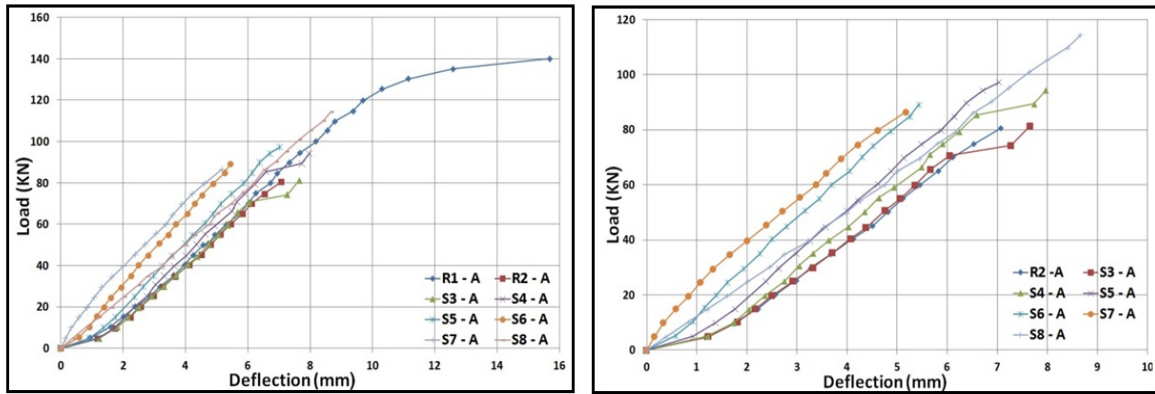 160
140
120
100
80
60
40
20
0
Load (KN)
0 2 4 6 8 10 12 14 16
Deflection (mm)
R1 - A R2 - A
S3 - A S4 - A
S5 - A S6 - A
S7 - A S8 - A
120
100
80
60
40
20
0
Load (KN)
0 1 2 3 4 5 6 7 8 9 10
Deflection (mm)
R2 - A S3 - A
S4 - A S5 - A
S6 - A S7 - A
S8 - A